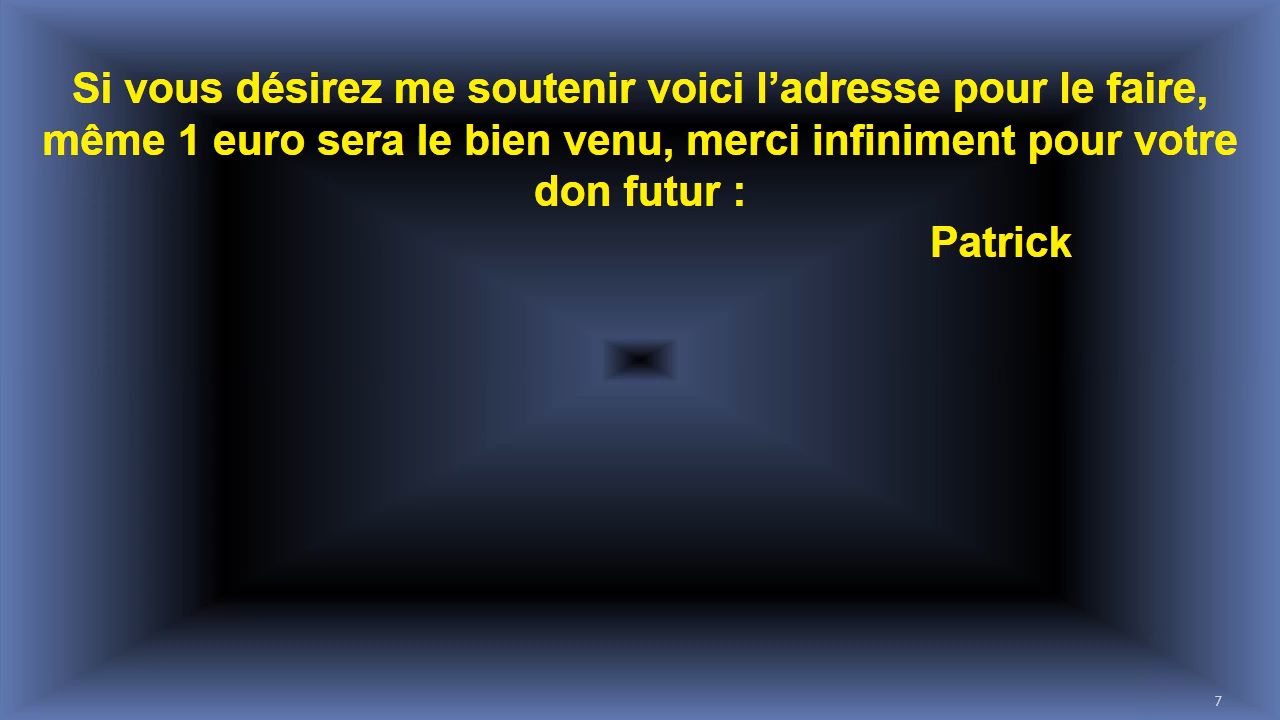 Si vous désirez me soutenir voici l’adresse pour le faire,
même 1 euro sera le bien venu, merci infiniment pour votre
don futur :
Patrick
7